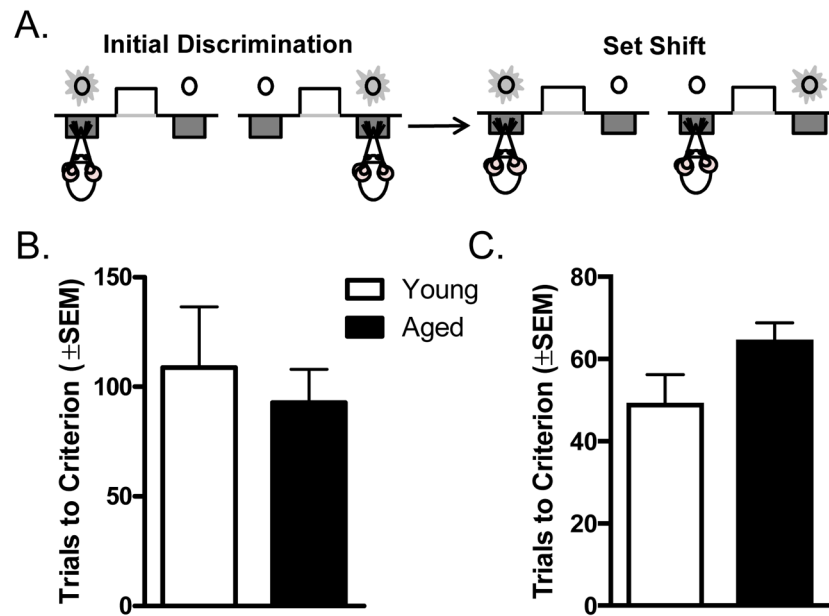 A.
Initial Discrimination
Set Shift
B.
Trials to Criterion (±SEM)
150
100
50
0
Young
Aged
C.
Trials to Criterion (±SEM)
80
60
40
20
0